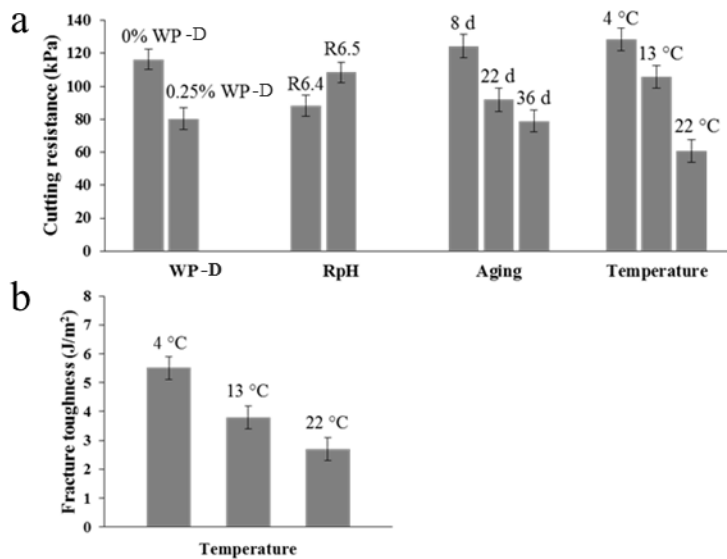 a
Cutting resistance (kPa)
140
120
100
80
60
40
20
0
0% WP-D
0.25% WP-D
R6.4
R6.5
8 d
22 d
36 d
4 °C
13 °C
22 °C
WP-D
RpH
Aging
Temperature
b
Fracture toughness (J/m²)
8
7
6
5
4
3
2
1
0
4 °C
13 °C
22 °C
Temperature